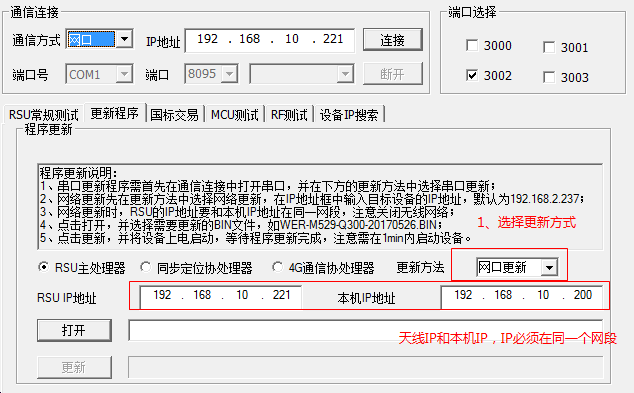 通信连接
端口选择
通信方式 网口 IP地址 192 . 168 . 10 . 221 连接
3000 3001
端口号 COM1 端口 8095 断开
3002 3003
RSU常规测试 更新程序 国标交易 MCU测试 RF测试 设备IP搜索
程序更新
程序更新说明:
1、串口更新程序需首先在通信连接中打开串口，并在下方的更新方法中选择串口更新；
2、网络更新先在更新方法中选择网络更新，在IP地址框中输入目标设备的IP地址，默认为192.168.2.237；
3、网络更新时，RSU的IP地址要和本机IP地址在同一网段，注意关闭无线网络；
4、点击打开，并选择需要更新的BIN文件，如WER-M529-Q300-20170526.BIN；
5、点击更新，并将设备上电启动，等待程序更新完成，注意需在1min内启动设备。
1、选择更新方式
RSU主处理器 同步定位协处理器 4G通信协处理器 更新方法 网口更新
RSU IP地址 192 . 168 . 10 . 221 本机IP地址 192 . 168 . 10 . 200
打开
天线IP和本机IP，IP必须在同一个网段
更新